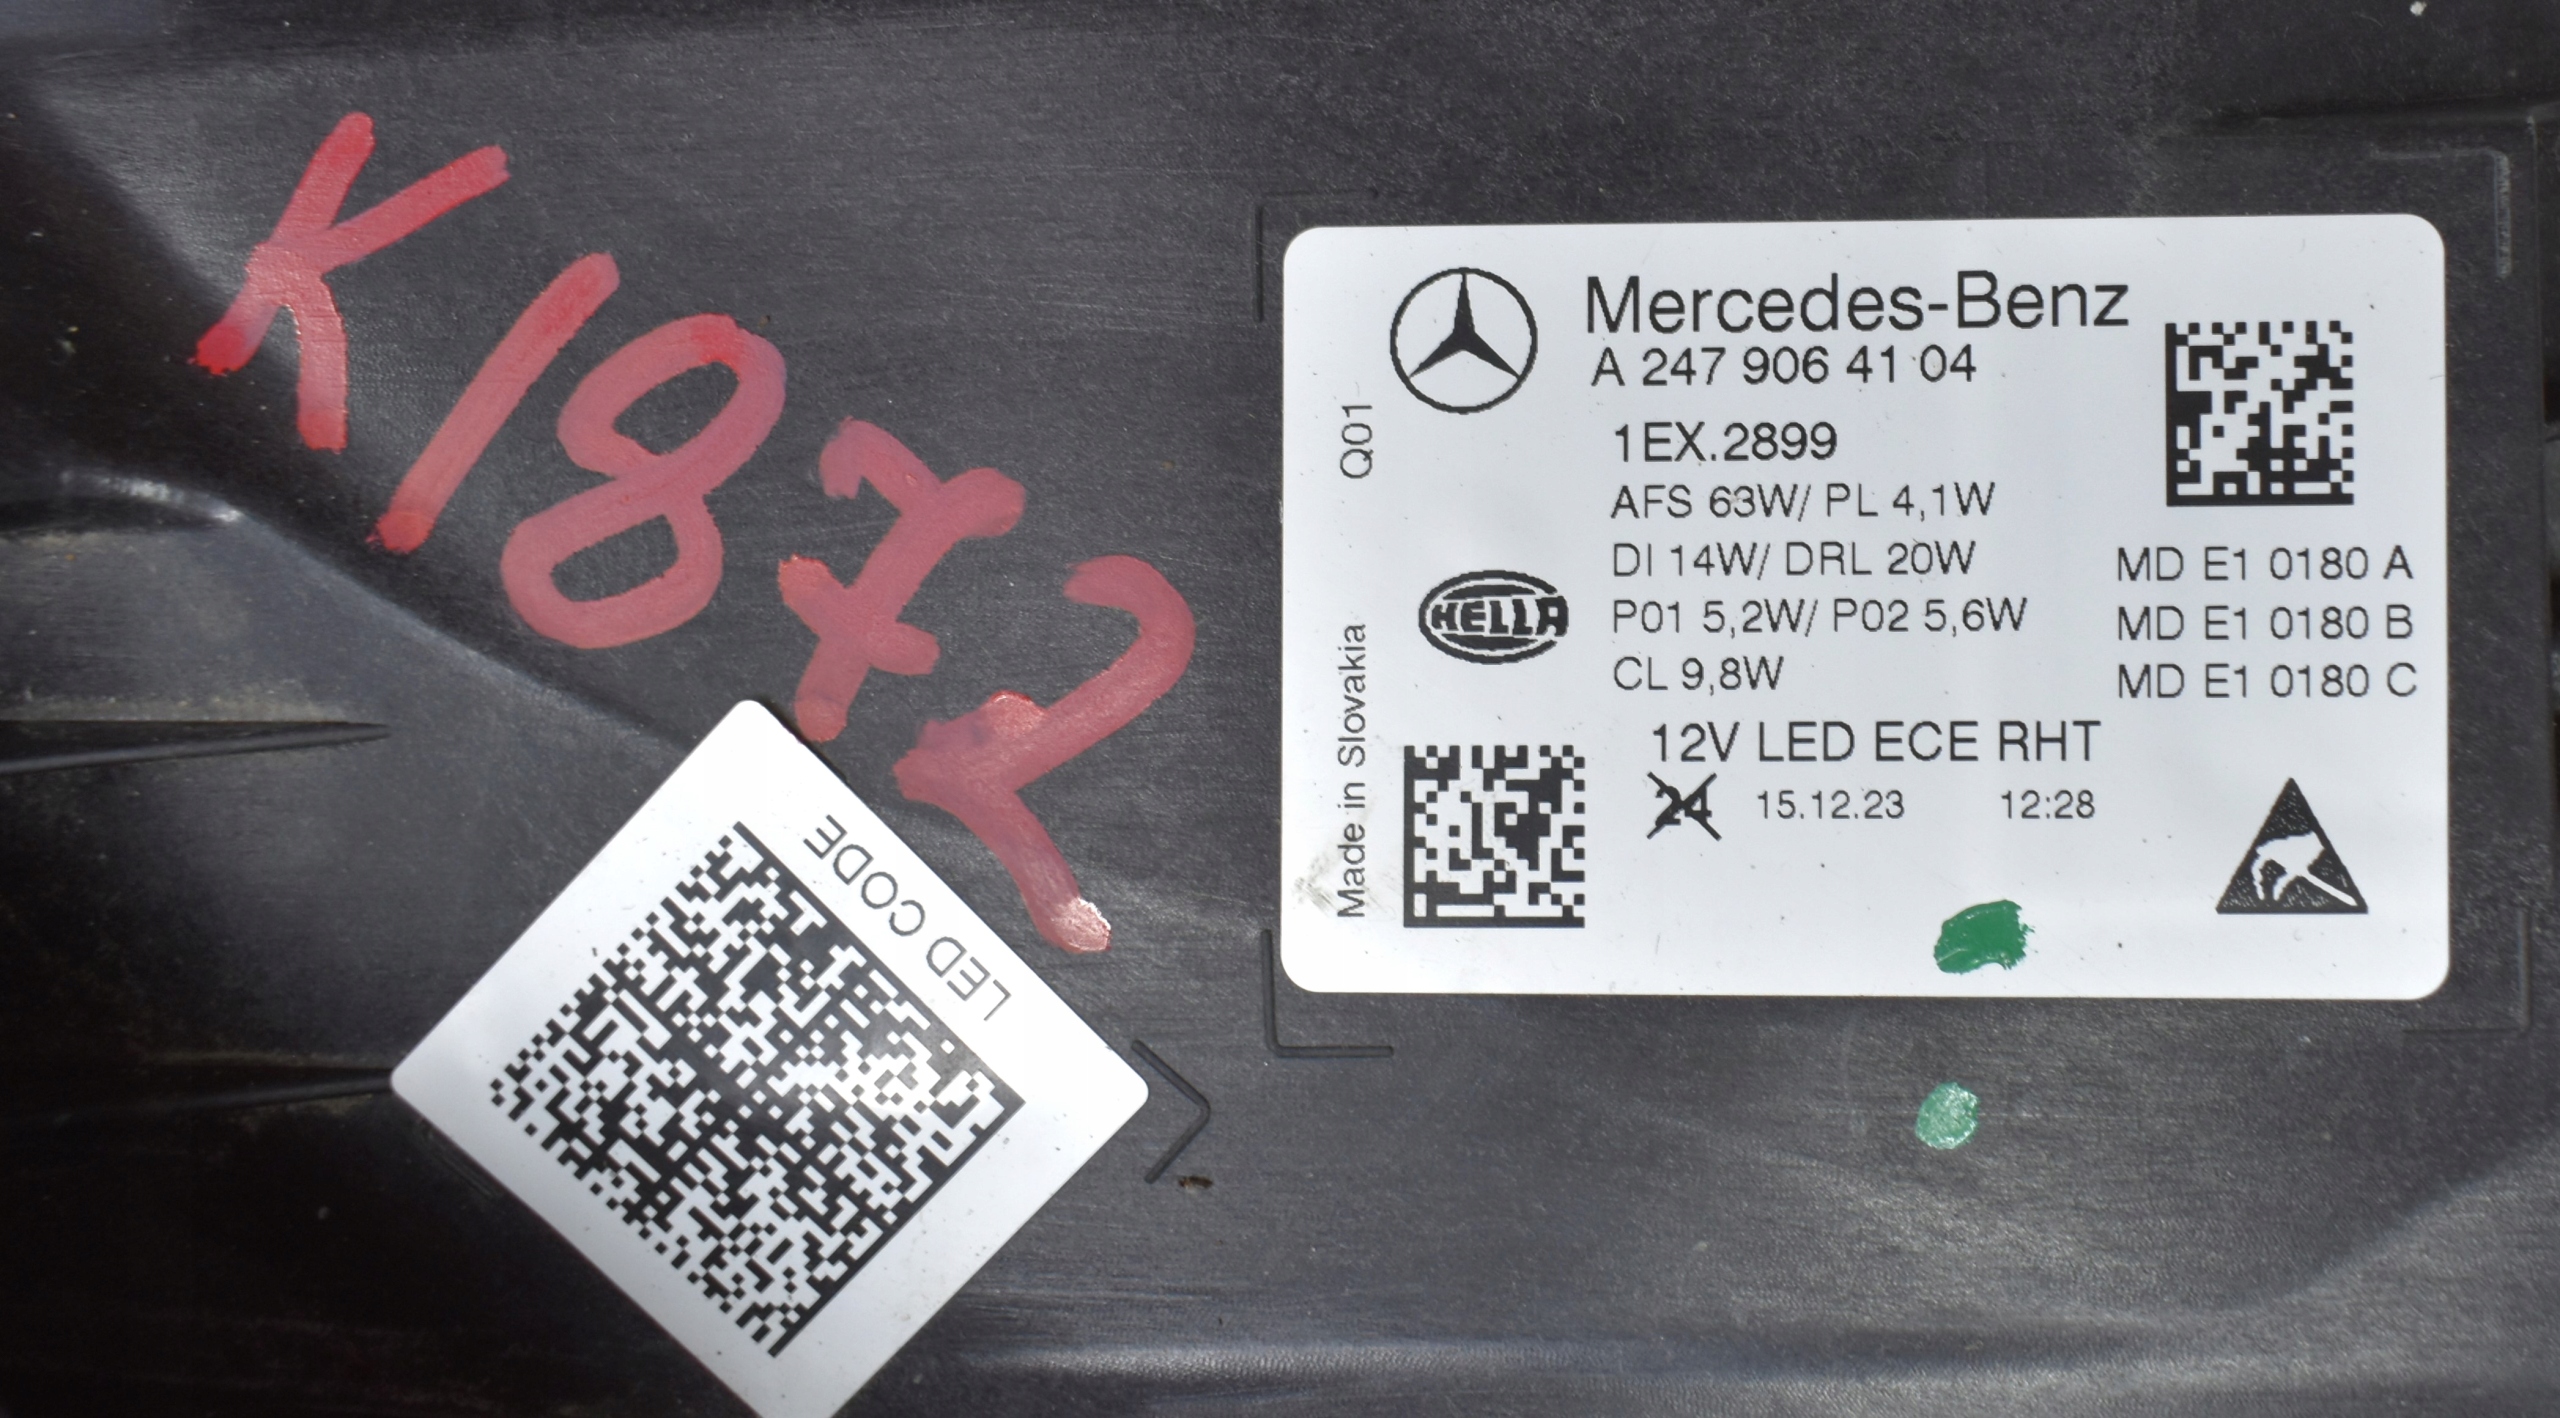 K1872
LED CODE
Mercedes-Benz
A 247 906 41 04
1EX.2899
AFS 63W/ PL 4,1W
DI 14W/ DRL 20W
P01 5,2W/ P02 5,6W
CL 9,8W
MD E1 0180 A
MD E1 0180 B
MD E1 0180 C
12V LED ECE RHT
24 15.12.23 12:28
HELLA
Q01
Made in Slovakia